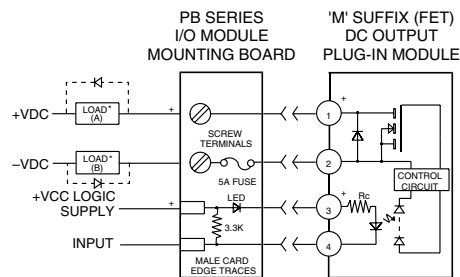 PB SERIES
I/O MODULE
MOUNTING BOARD
'M' SUFFIX (FET)
DC OUTPUT
PLUG-IN MODULE
+VDC
LOAD*
(A)
+
SCREW
TERMINALS
1
+
–VDC
LOAD*
(B)
5A FUSE
2
CONTROL
CIRCUIT
+VCC LOGIC
SUPPLY
+
LED
3
+
Rc
3.3K
INPUT
4
MALE CARD
EDGE TRACES